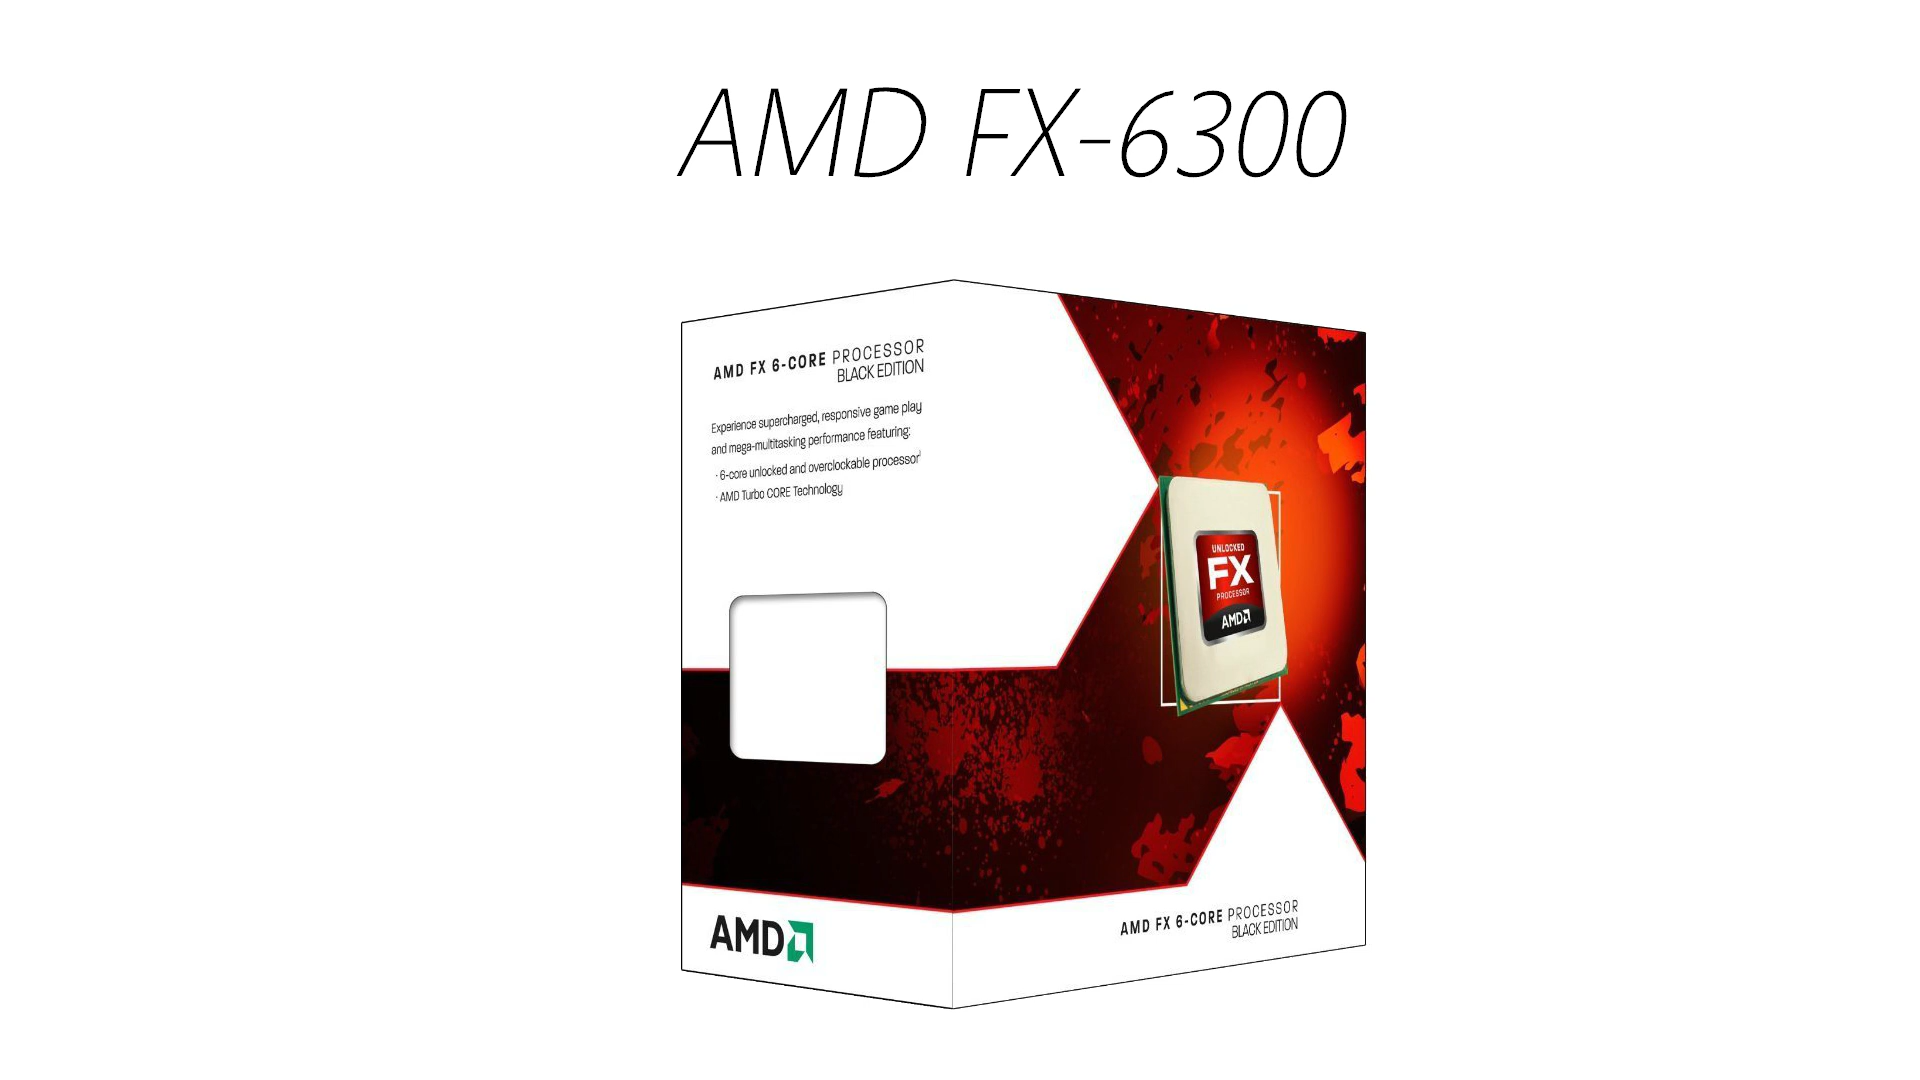 AMD FX-6300
AMD FX 6-CORE PROCESSOR
BLACK EDITION
Experience supercharged, responsive game play
and mega-multitasking performance featuring:
· 6-core unlocked and overclockable processor¹
· AMD Turbo CORE Technology
UNLOCKED
FX
PROCESSOR
AMD
AMD
AMD FX 6-CORE PROCESSOR
BLACK EDITION